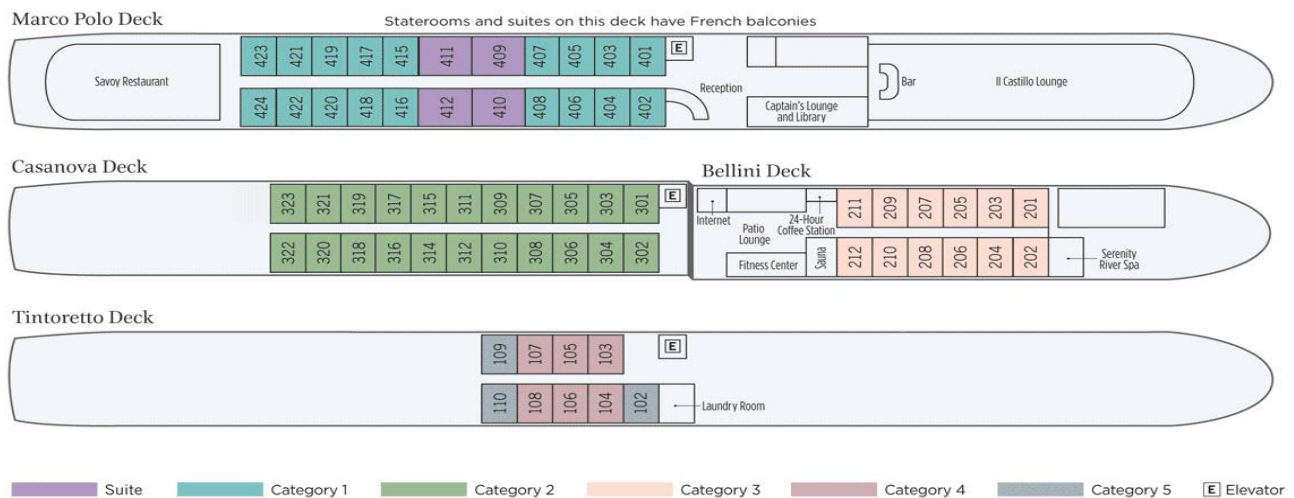 Marco Polo Deck
Staterooms and suites on this deck have French balconies
423 421 419 417 415 411 409 407 405 403 401 E
Savoy Restaurant
Reception
Bar
Il Castillo Lounge
424 422 420 418 416 412 410 408 406 404 402
Captain's Lounge
and Library
Casanova Deck
323 321 319 317 315 311 309 307 305 303 301 E
322 320 318 316 314 312 310 308 306 304 302
Bellini Deck
Internet
Patio
Lounge
24-Hour
Coffee Station
211 209 207 205 203 201
Fitness Center
Sauna
212 210 208 206 204 202
Serenity
River Spa
Tintoretto Deck
109 107 105 103 E
110 108 106 104 102
Laundry Room
Suite
Category 1
Category 2
Category 3
Category 4
Category 5
E Elevator